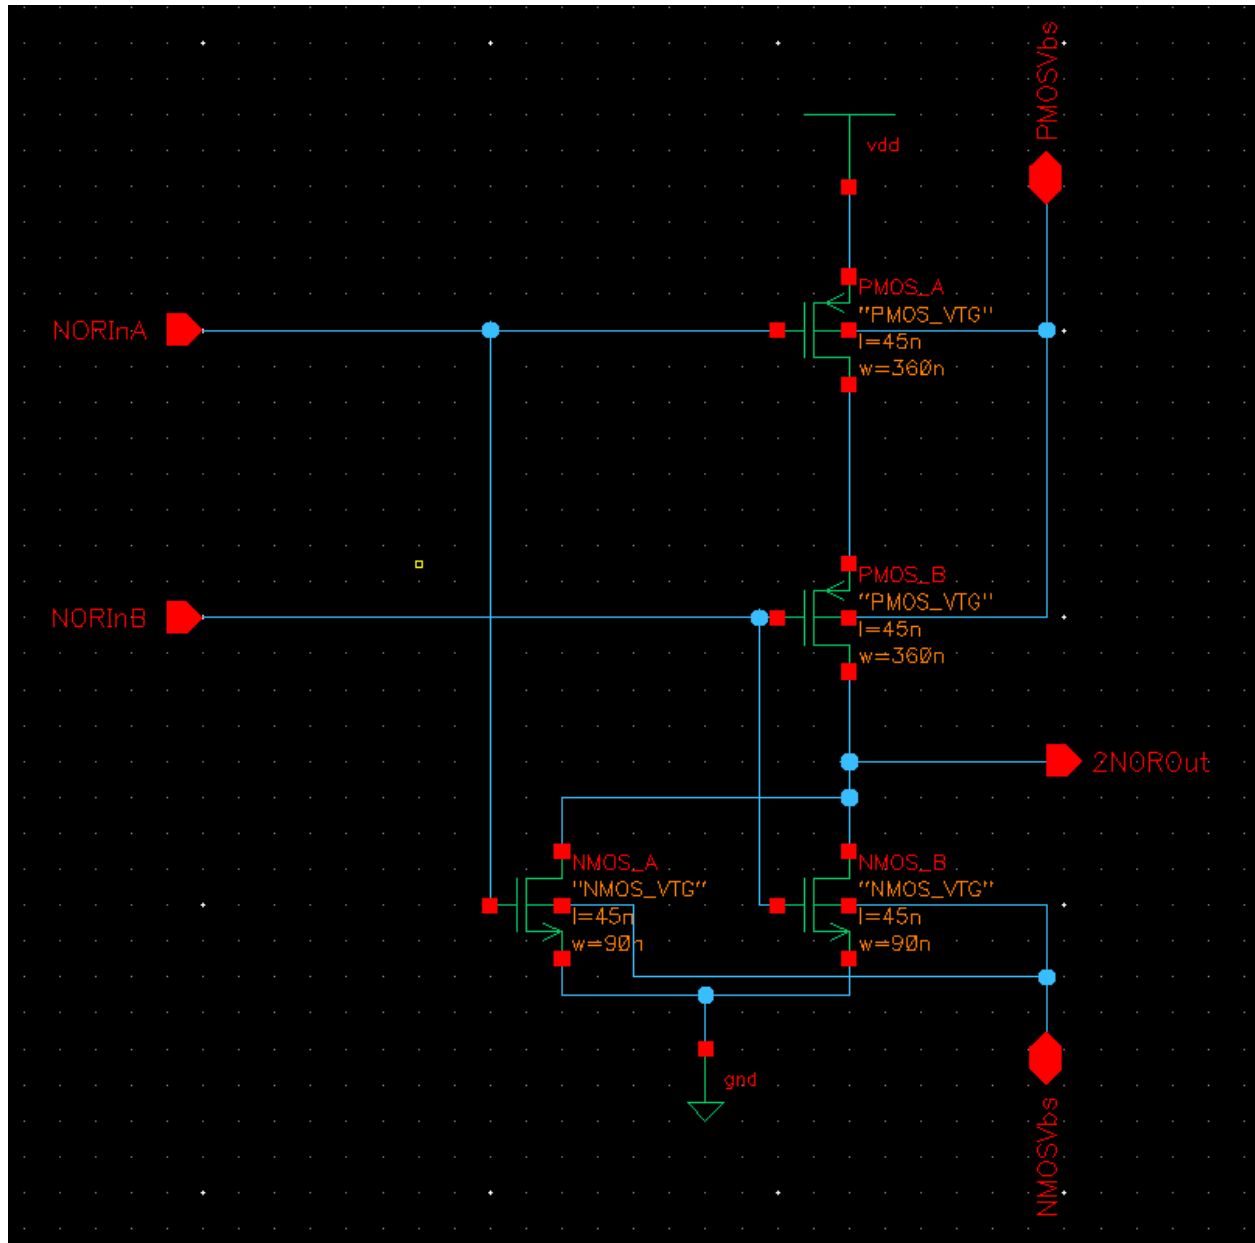 PMOSVbs
vdd
PMOS_A
"PMOS_VTG"
l=45n
w=360n
NORInA
PMOS_B
"PMOS_VTG"
l=45n
w=360n
NORInB
2NOROut
NMOS_A
"NMOS_VTG"
l=45n
w=90n
NMOS_B
"NMOS_VTG"
l=45n
w=90n
gnd
NMOSVbs